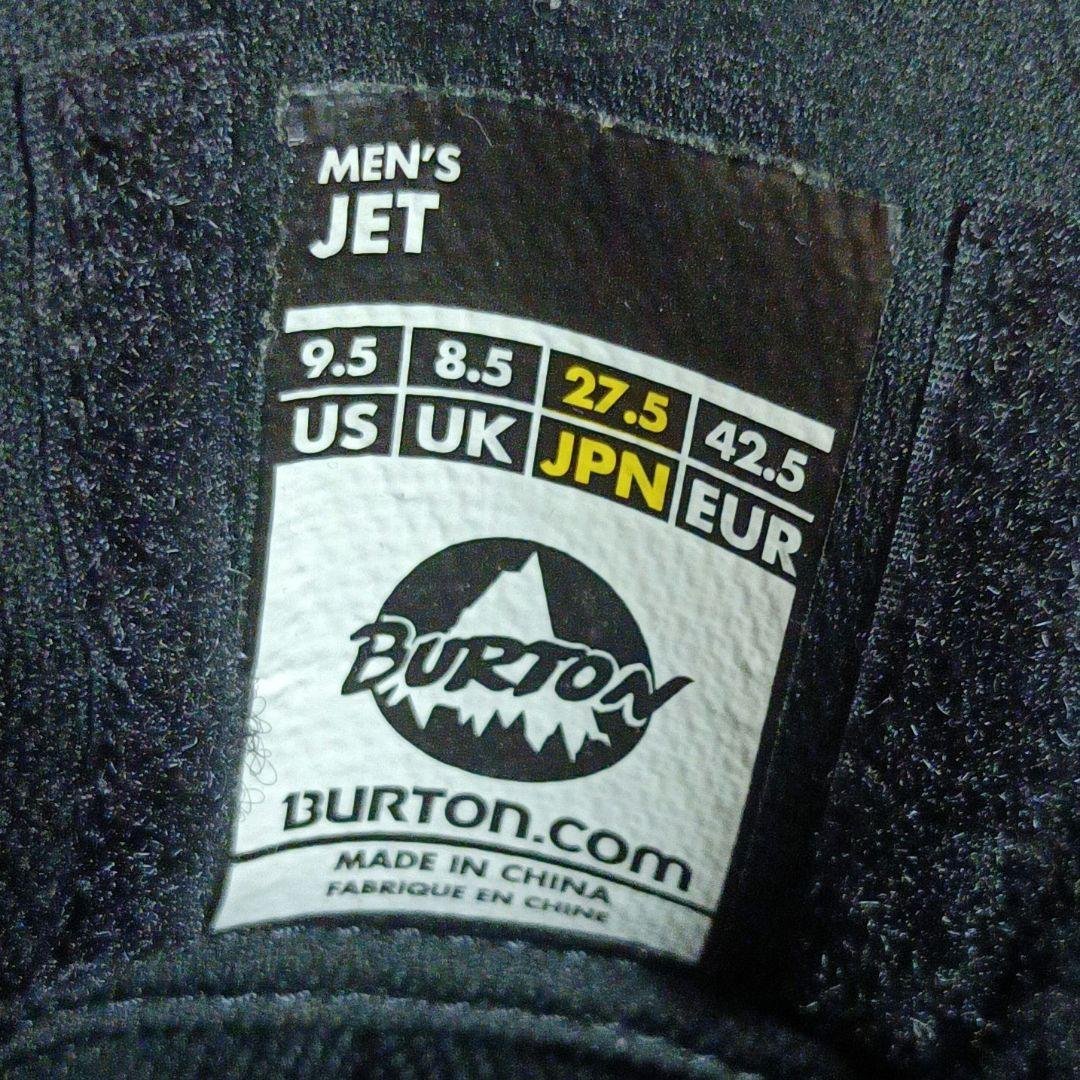 MEN'S
JET
9.5 8.5 27.5 42.5
US UK JPN EUR
BURTON
BURTON.COM
MADE IN CHINA
FABRIQUE EN CHINE